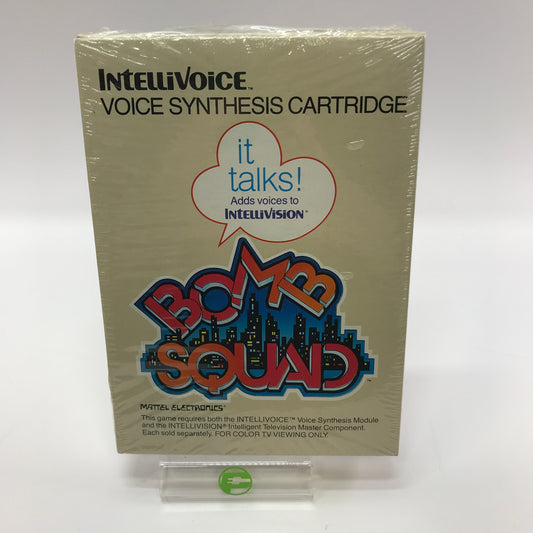 INTELLIVOICE™
VOICE SYNTHESIS CARTRIDGE
it
talks!
Adds voices to
INTELLIVISION™
BOMB
SQUAD™
MATTEL ELECTRONICS®
This game requires both the INTELLIVOICE™ Voice Synthesis Module
and the INTELLIVISION® Intelligent Television Master Component.
Each sold separately. FOR COLOR TV VIEWING ONLY.